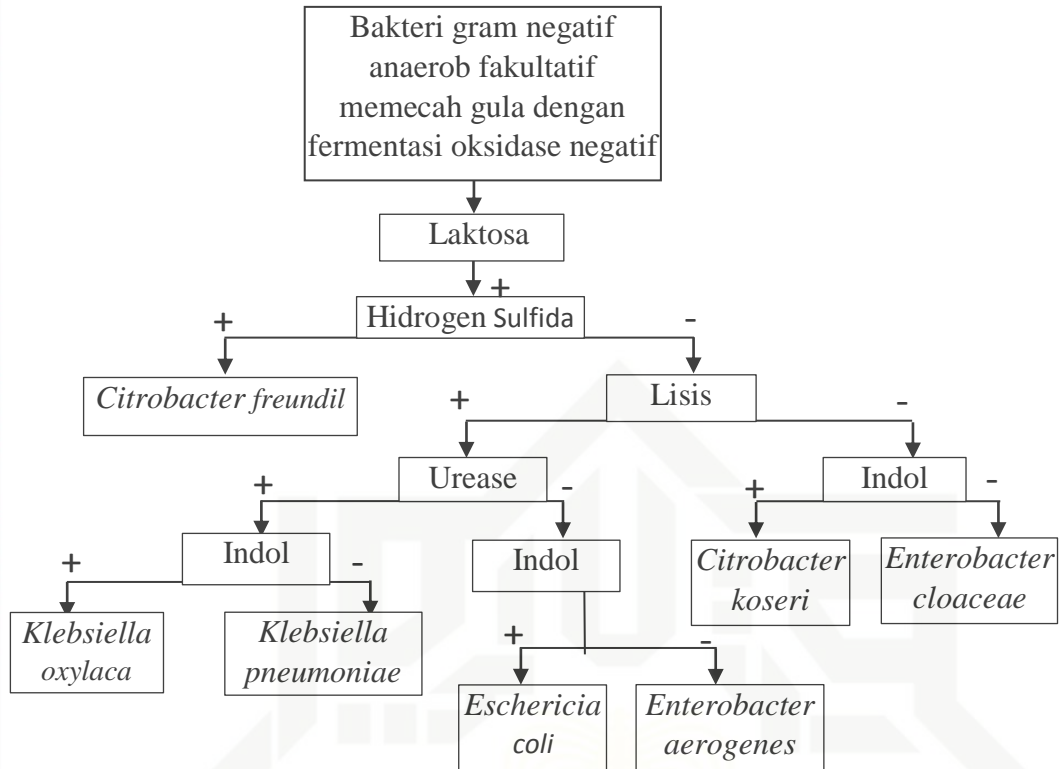 Bakteri gram negatif
anaerob fakultatif
memecah gula dengan
fermentasi oksidase negatif
Laktosa
+
Hidrogen Sulfida
+
-
Citrobacter freundil
Lisis
+
-
Urease
Indol
+
-
+
-
Indol
Indol
Citrobacter
koseri
Enterobacter
cloaceae
+
-
Klebsiella
oxylaca
Klebsiella
pneumoniae
+
-
Eschericia
coli
Enterobacter
aerogenes